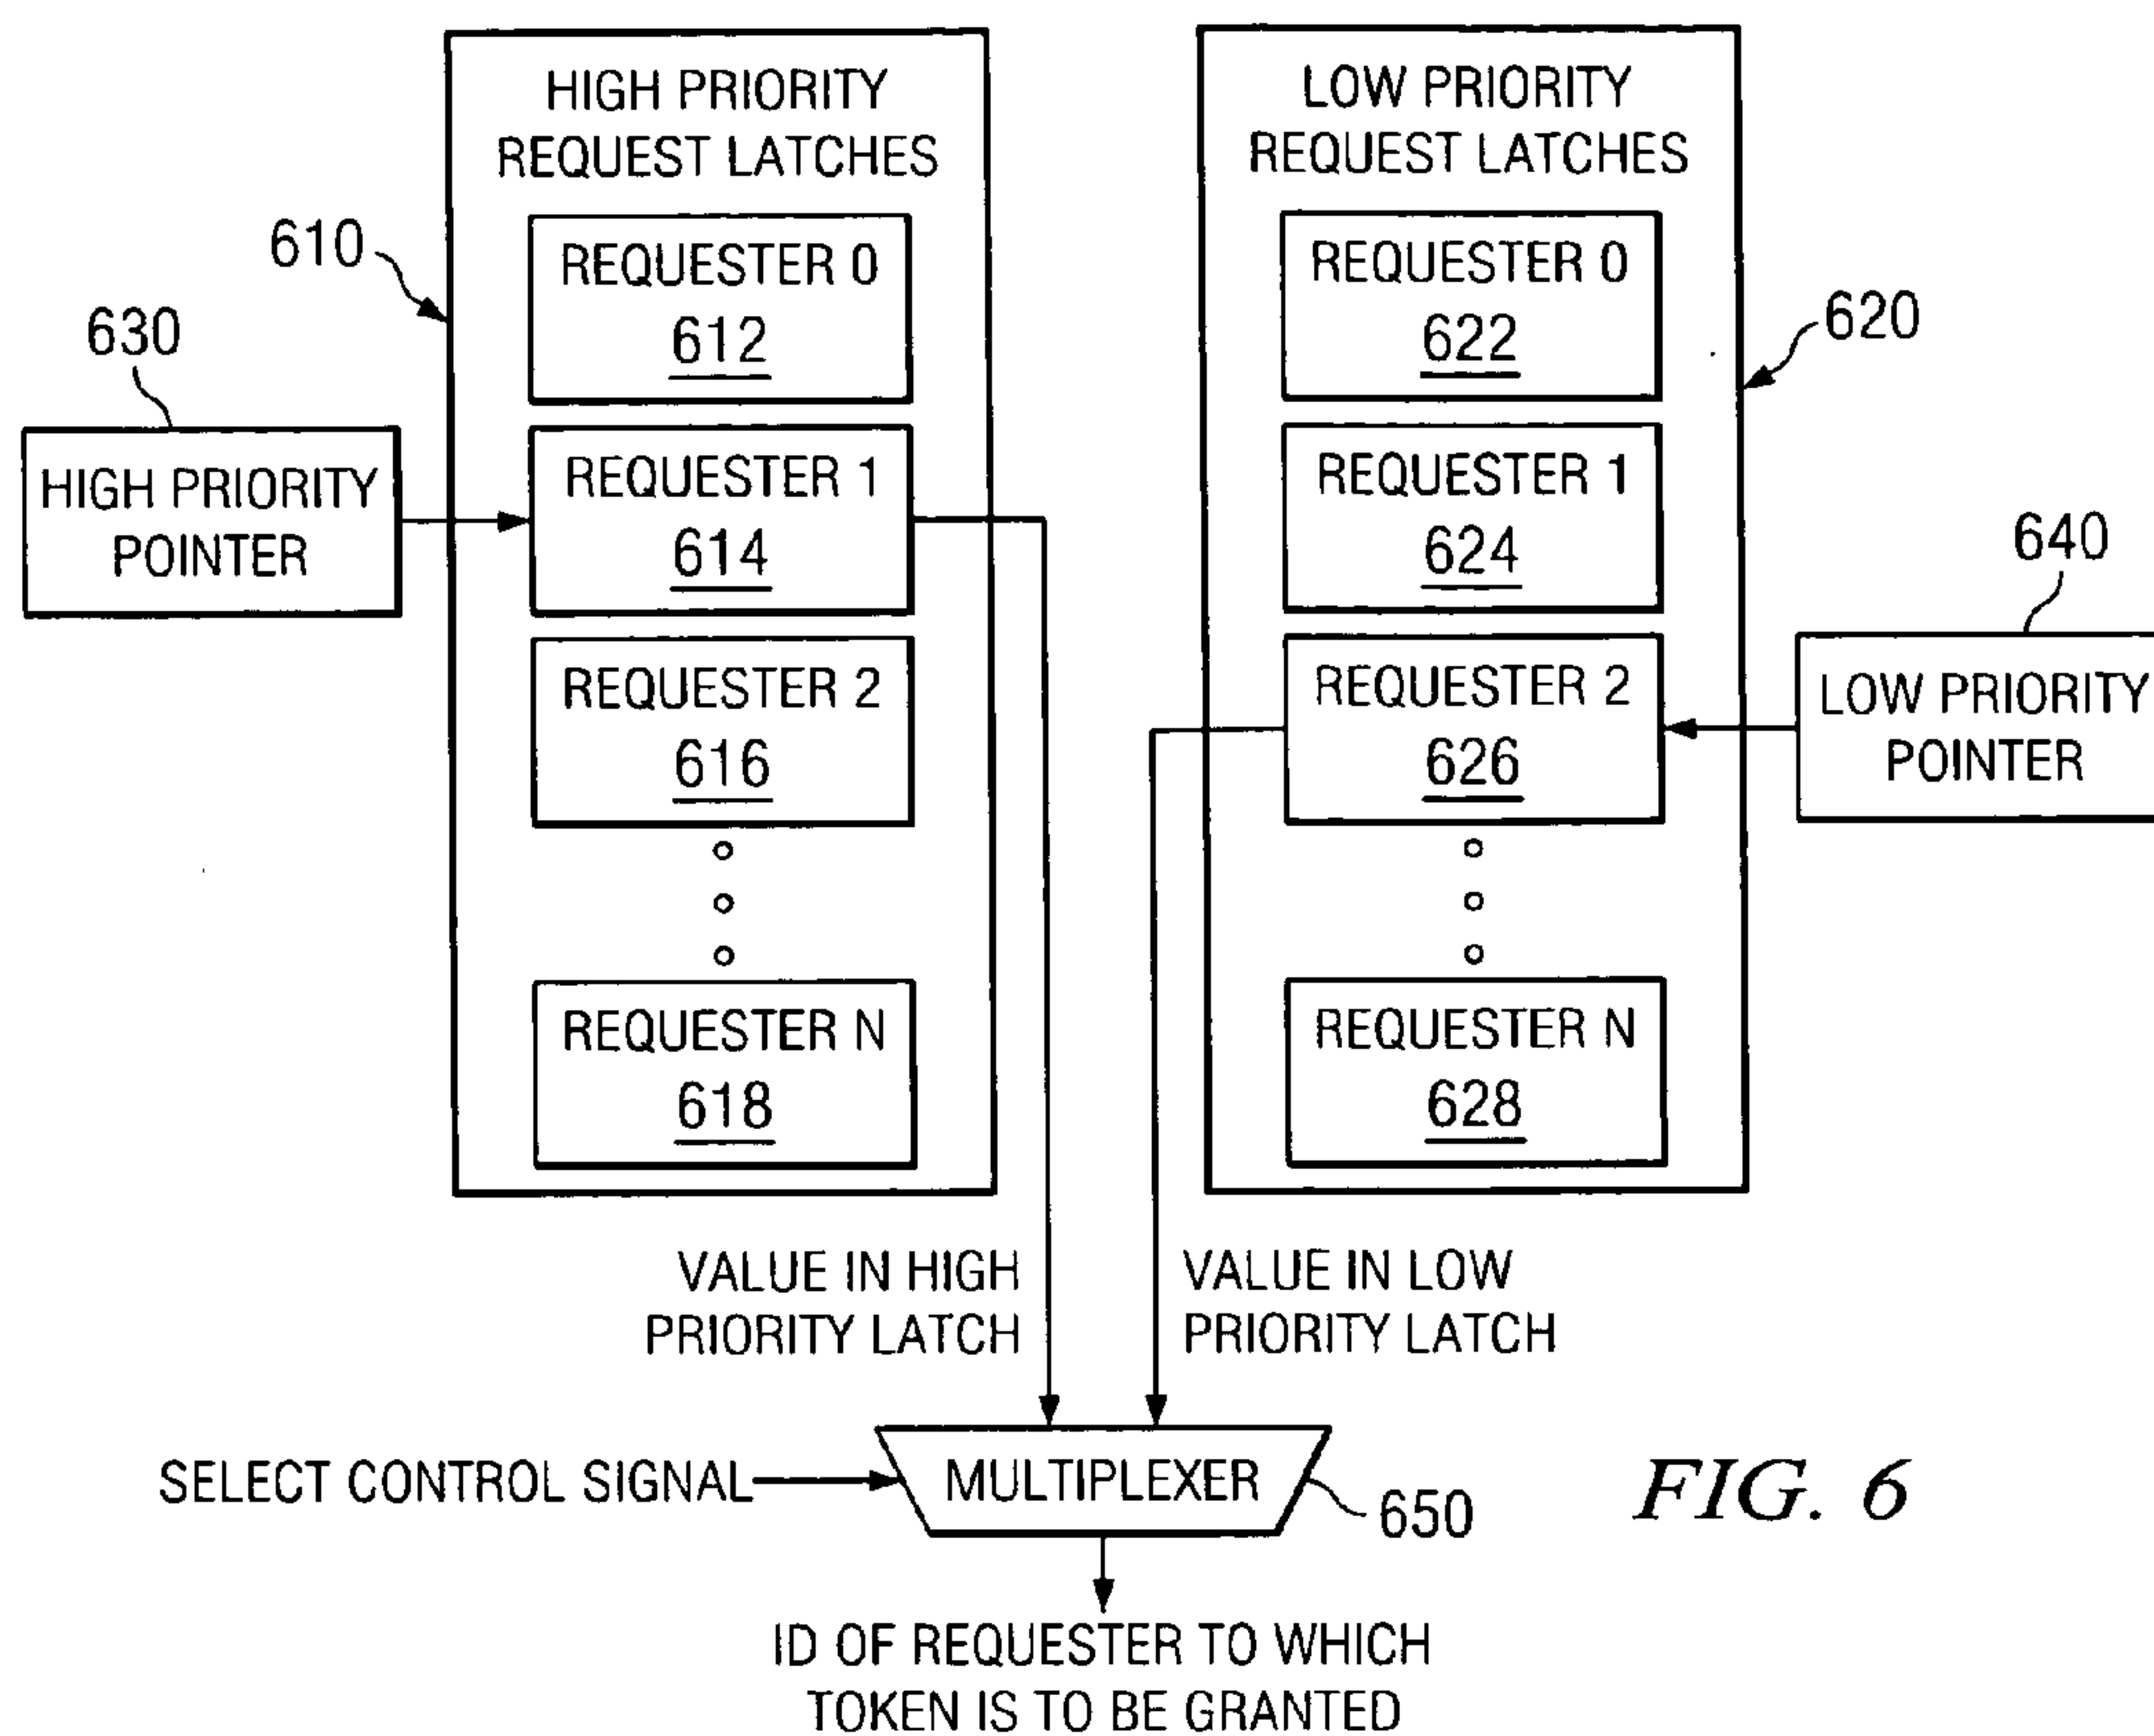 HIGH PRIORITY
REQUEST LATCHES
610
630
HIGH PRIORITY
POINTER
REQUESTER 0
612
REQUESTER 1
614
REQUESTER 2
616
REQUESTER N
618
LOW PRIORITY
REQUEST LATCHES
REQUESTER 0
622
620
REQUESTER 1
624
REQUESTER 2
626
640
LOW PRIORITY
POINTER
REQUESTER N
628
VALUE IN HIGH
PRIORITY LATCH
VALUE IN LOW
PRIORITY LATCH
SELECT CONTROL SIGNAL
MULTIPLEXER
650
FIG. 6
ID OF REQUESTER TO WHICH
TOKEN IS TO BE GRANTED